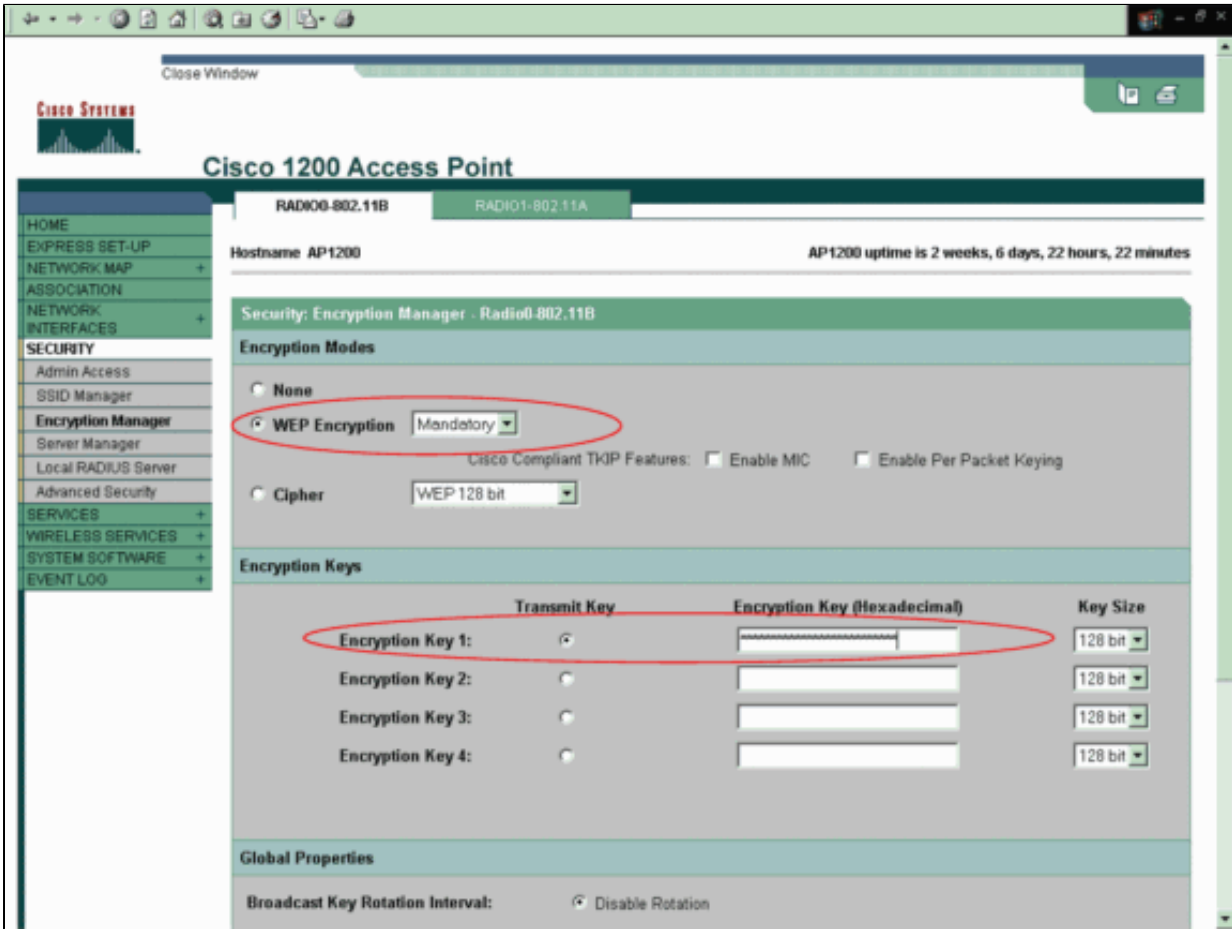 Close Window
CISCO SYSTEMS
Cisco 1200 Access Point
RADIO0-802.11B
RADIO1-802.11A
HOME
EXPRESS SET-UP
NETWORK MAP +
ASSOCIATION
NETWORK INTERFACES +
SECURITY
Admin Access
SSID Manager
Encryption Manager
Server Manager
Local RADIUS Server
Advanced Security
SERVICES +
WIRELESS SERVICES +
SYSTEM SOFTWARE +
EVENT LOG +
Hostname AP1200
AP1200 uptime is 2 weeks, 6 days, 22 hours, 22 minutes
Security: Encryption Manager - Radio0-802.11B
Encryption Modes
None
WEP Encryption Mandatory
Cisco Compliant TKIP Features: Enable MIC Enable Per Packet Keying
Cipher WEP 128 bit
Encryption Keys
Transmit Key Encryption Key (Hexadecimal) Key Size
Encryption Key 1: 128 bit
Encryption Key 2: 128 bit
Encryption Key 3: 128 bit
Encryption Key 4: 128 bit
Global Properties
Broadcast Key Rotation Interval: Disable Rotation